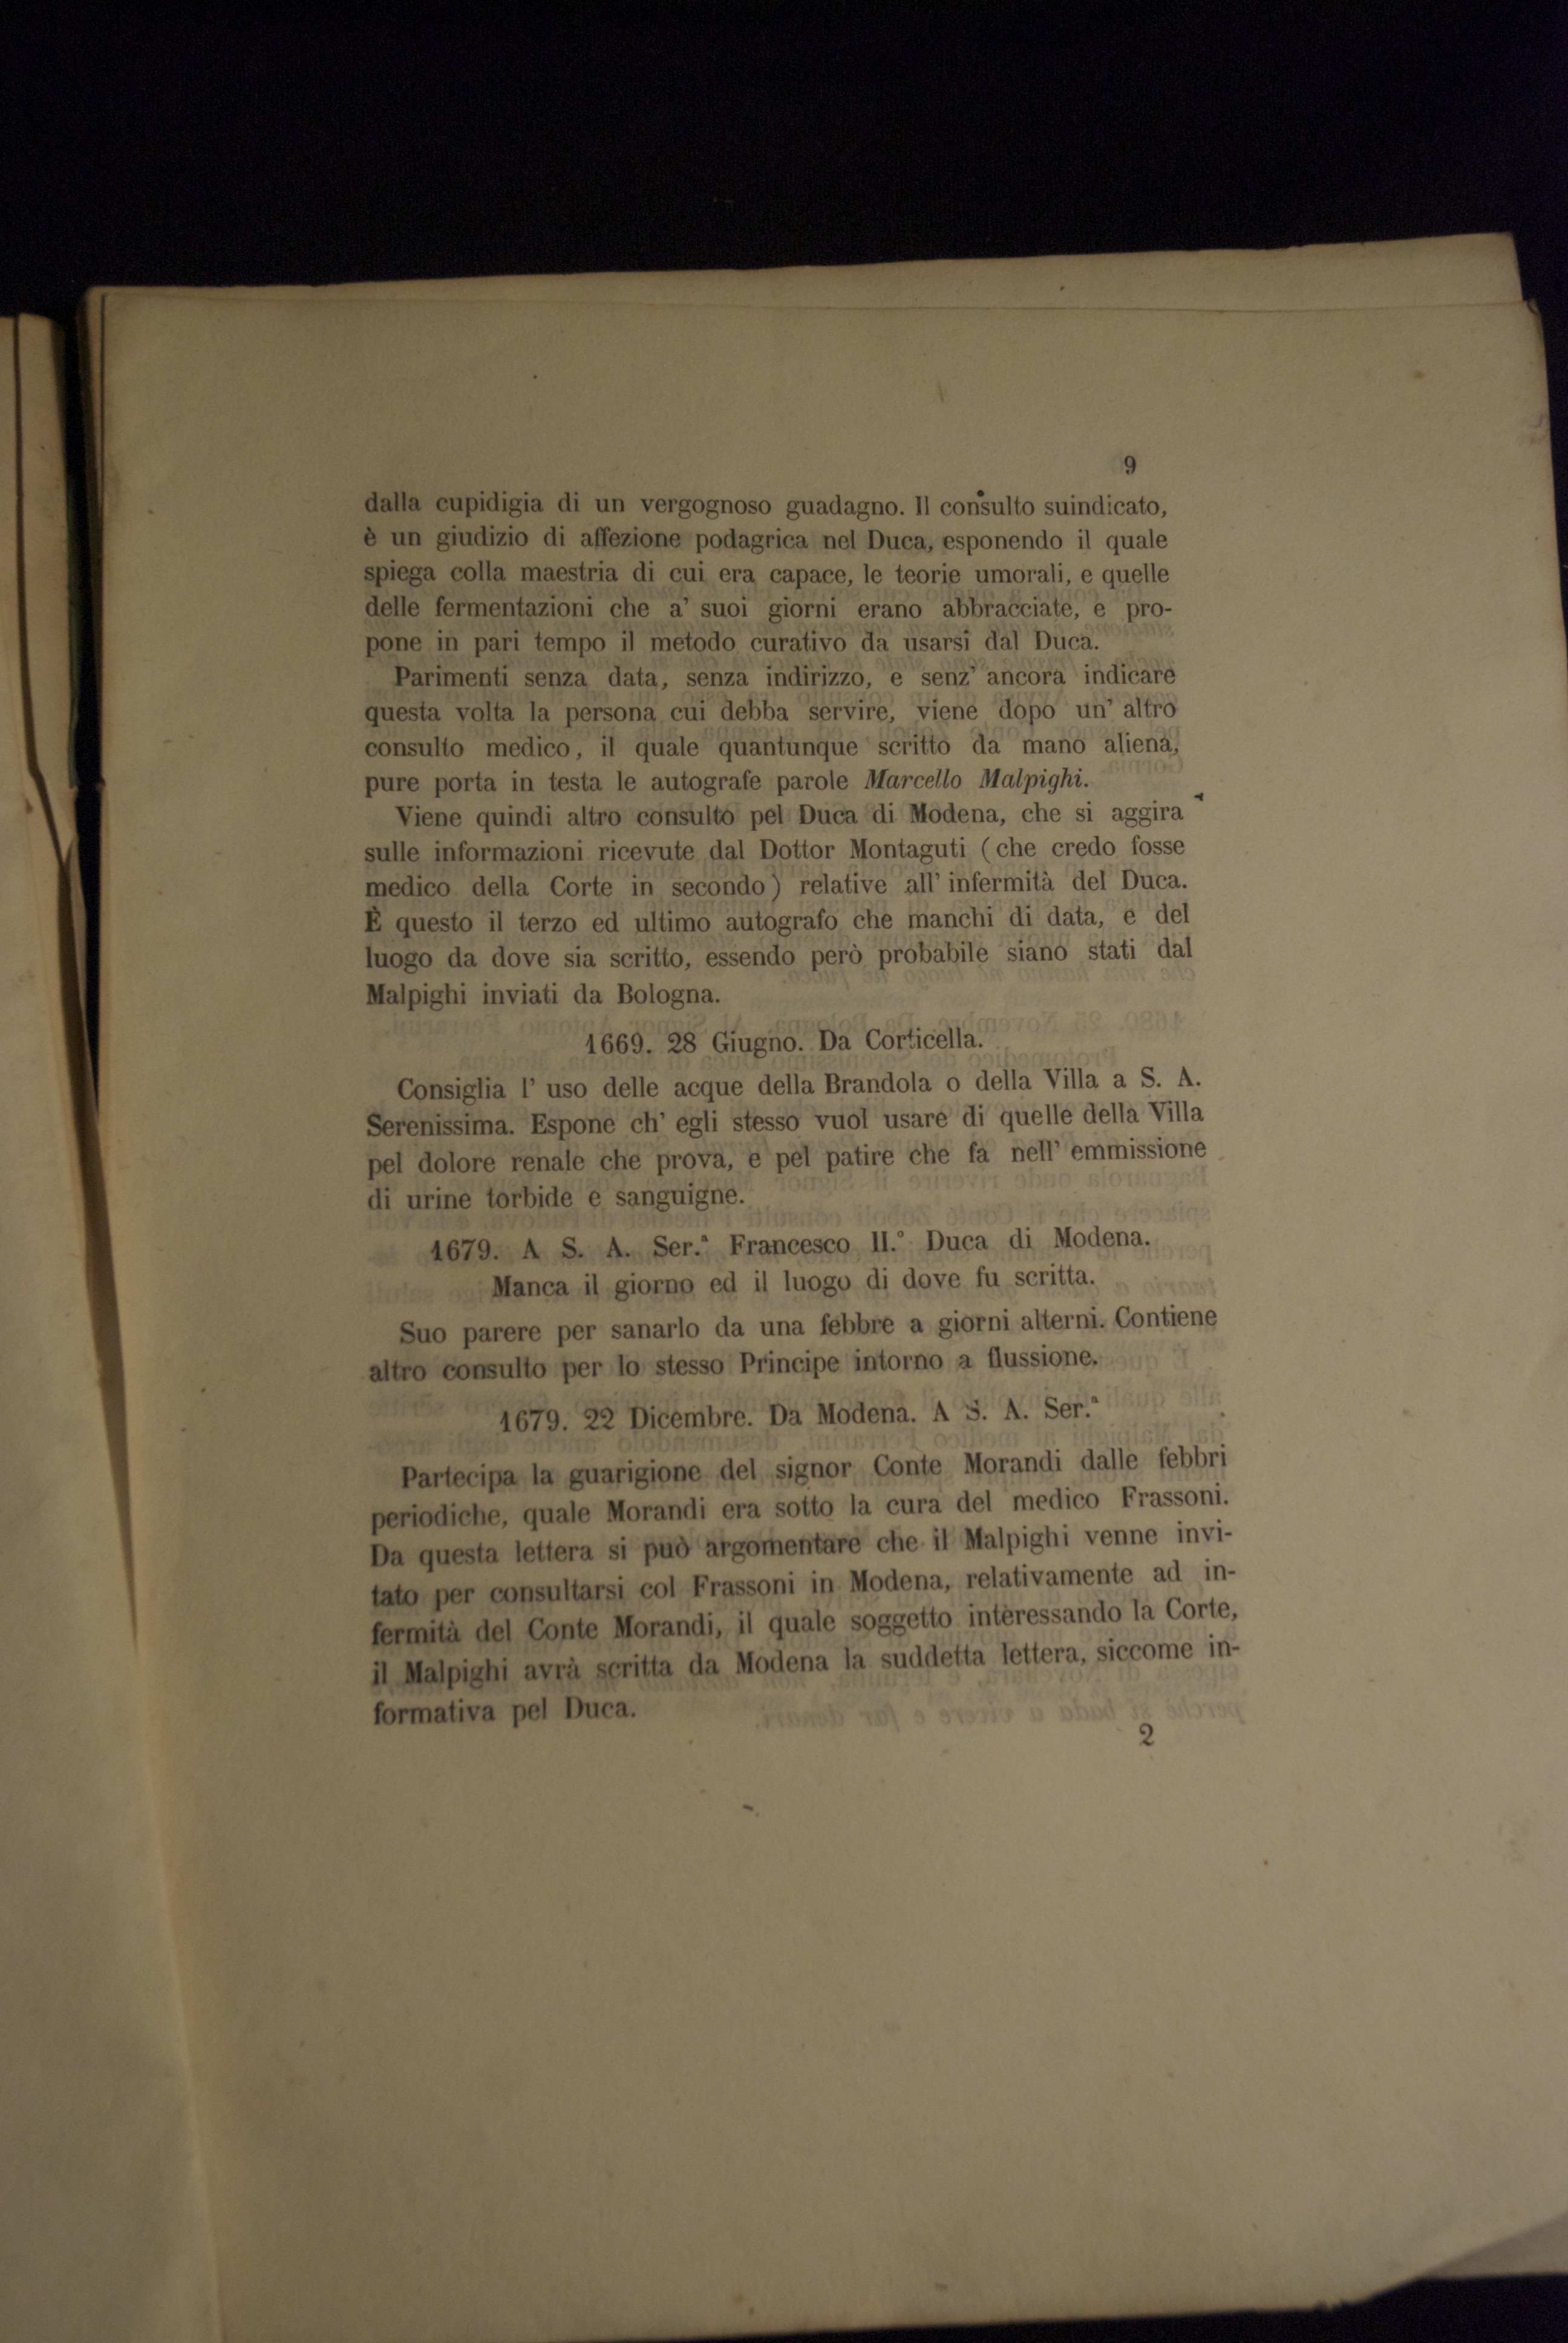 9
dalla cupidigia di un vergognoso guadagno. Il consulto suindicato,
è un giudizio di affezione podagrica nel Duca, esponendo il quale
spiega colla maestria di cui era capace, le teorie umorali, e quelle
delle fermentazioni che a' suoi giorni erano abbracciate, e pro-
pone in pari tempo il metodo curativo da usarsi dal Duca.
Parimenti senza data, senza indirizzo, e senz' ancora indicare
questa volta la persona cui debba servire, viene dopo un' altro
consulto medico, il quale quantunque scritto da mano aliena,
pure porta in testa le autografe parole Marcello Malpighi.
Viene quindi altro consulto pel Duca di Modena, che si aggira
sulle informazioni ricevute dal Dottor Montaguti (che credo fosse
medico della Corte in secondo) relative all' infermità del Duca.
È questo il terzo ed ultimo autografo che manchi di data, e del
luogo da dove sia scritto, essendo però probabile siano stati dal
Malpighi inviati da Bologna.
1669. 28 Giugno. Da Corticella.
Consiglia l' uso delle acque della Brandola o della Villa a S. A.
Serenissima. Espone ch' egli stesso vuol usare di quelle della Villa
pel dolore renale che prova, e pel patire che fa nell' emmissione
di urine torbide e sanguigne.
1679. A S. A. Ser.ª Francesco II.° Duca di Modena.
Manca il giorno ed il luogo di dove fu scritta.
Suo parere per sanarlo da una febbre a giorni alterni. Contiene
altro consulto per lo stesso Principe intorno a flussione.
1679. 22 Dicembre. Da Modena. A S. A. Ser.ª
Partecipa la guarigione del signor Conte Morandi dalle febbri
periodiche, quale Morandi era sotto la cura del medico Frassoni.
Da questa lettera si può argomentare che il Malpighi venne invi-
tato per consultarsi col Frassoni in Modena, relativamente ad in-
fermità del Conte Morandi, il quale soggetto interessando la Corte,
il Malpighi avrà scritta da Modena la suddetta lettera, siccome in-
formativa pel Duca.
2